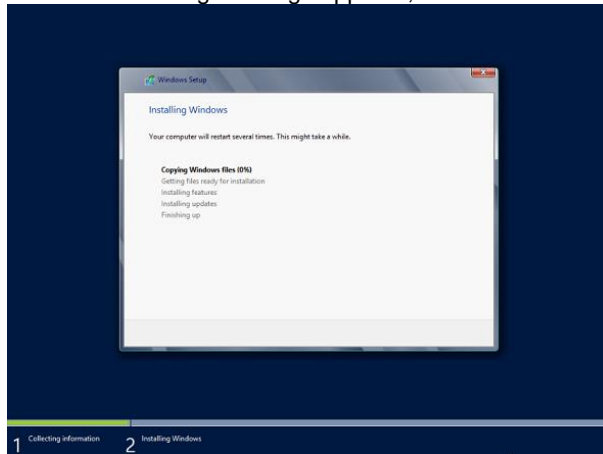 Windows Setup
Installing Windows
Your computer will restart several times. This might take a while.
Copying Windows files (0%)
Getting files ready for installation
Installing features
Installing updates
Finishing up
1 Collecting information
2 Installing Windows